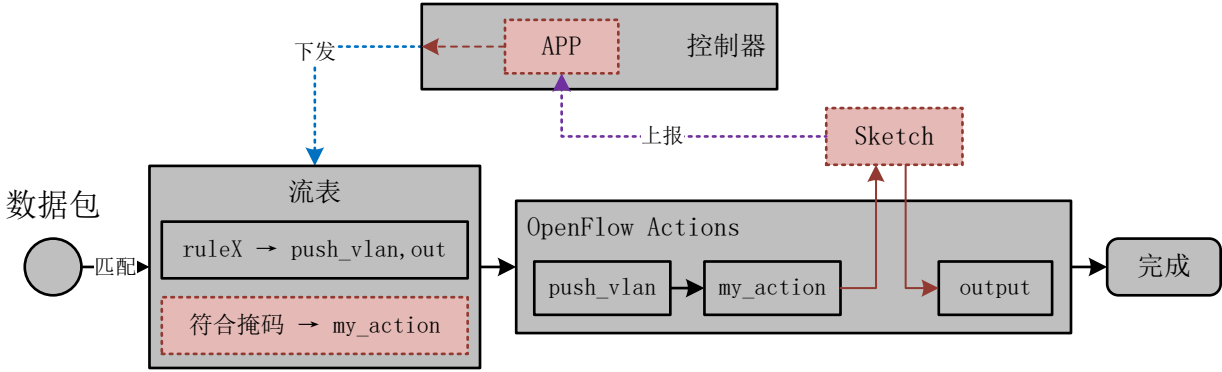 下发
APP
控制器
上报
Sketch
数据包
匹配
流表
ruleX → push_vlan,out
符合掩码 → my_action
OpenFlow Actions
push_vlan
my_action
output
完成